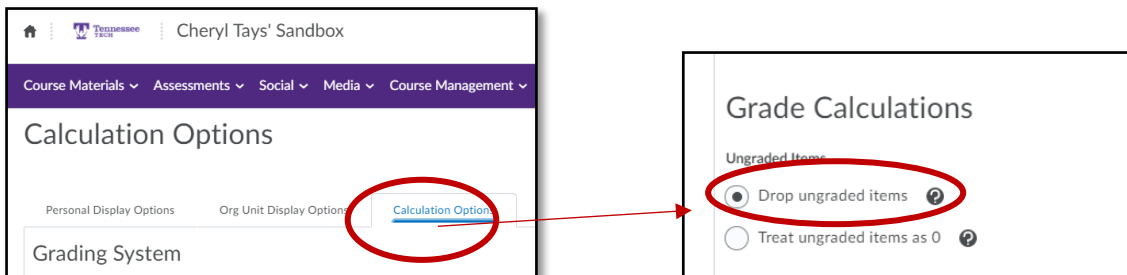 Tennessee TECH Cheryl Tays' Sandbox
Course Materials Assessments Social Media Course Management
Calculation Options
Personal Display Options Org Unit Display Options Calculation Options
Grading System
Grade Calculations
Ungraded Items
Drop ungraded items ?
Treat ungraded items as 0 ?